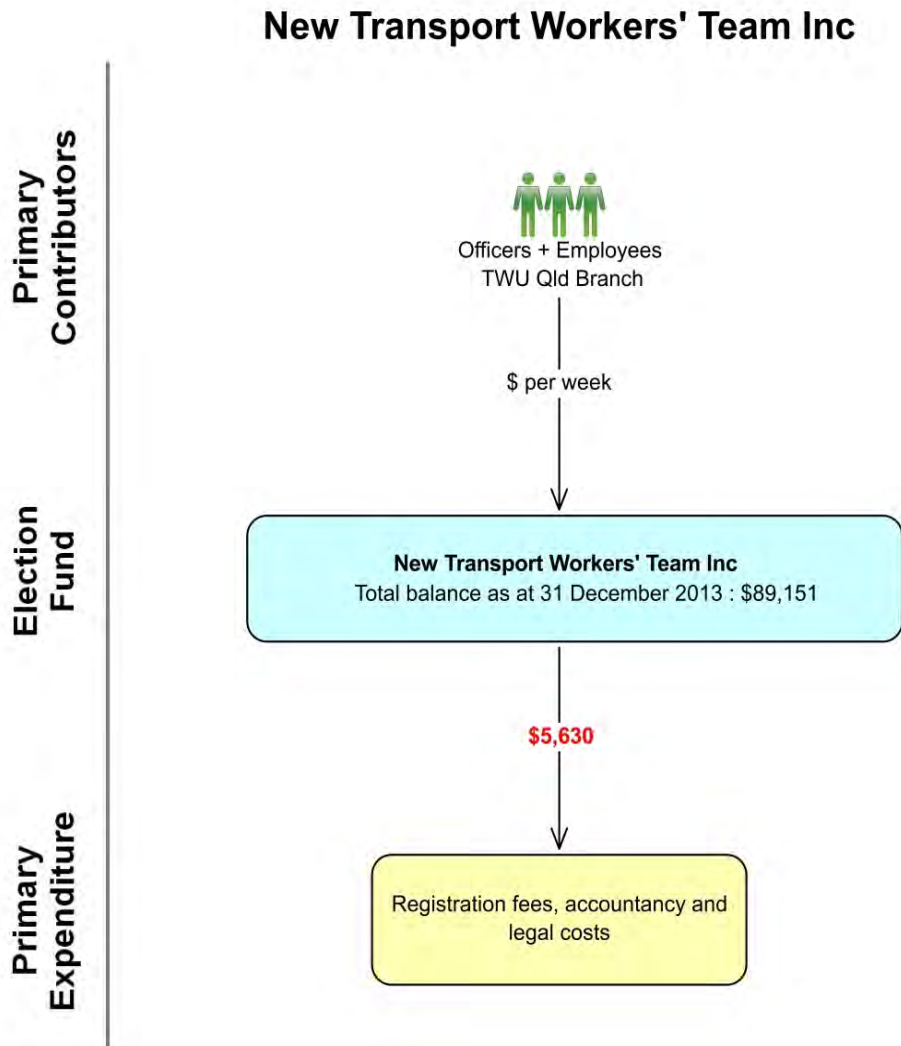 New Transport Workers' Team Inc
Primary
Contributors
Officers + Employees
TWU Qld Branch
$ per week
Election
Fund
New Transport Workers' Team Inc
Total balance as at 31 December 2013 : $89,151
$5,630
Primary
Expenditure
Registration fees, accountancy and
legal costs